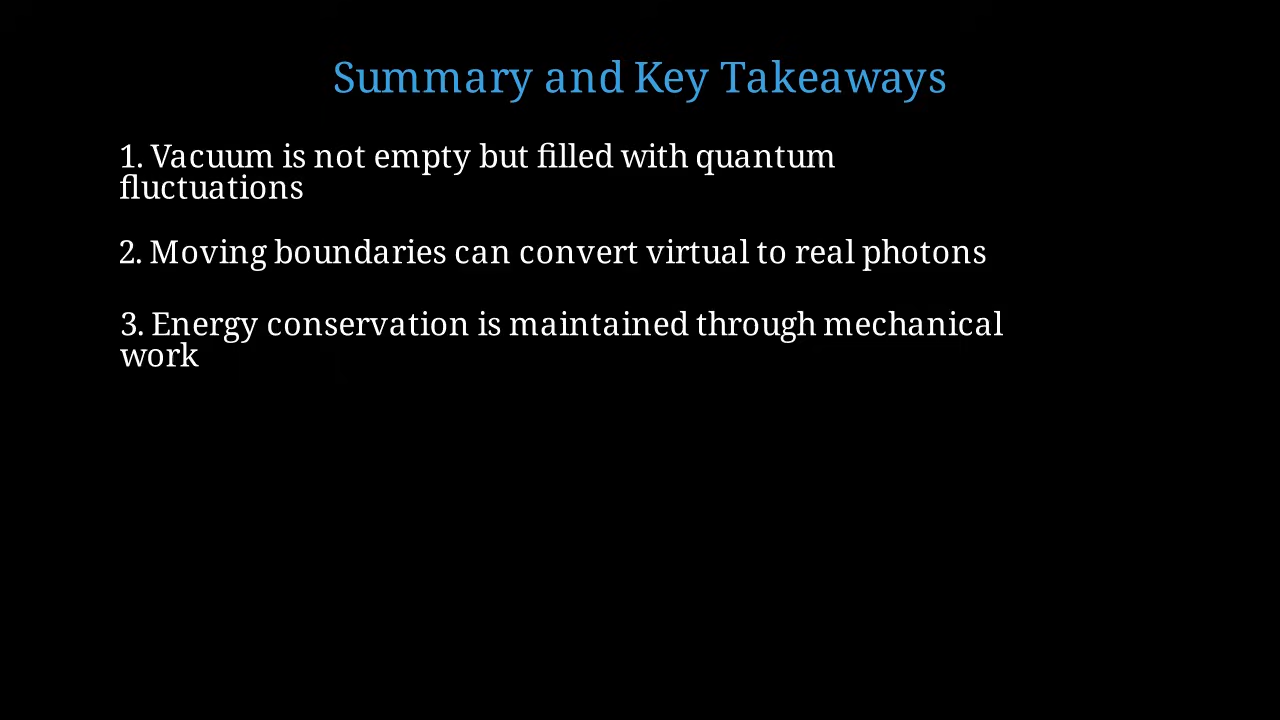 Summary and Key Takeaways
1. Vacuum is not empty but filled with quantum
fluctuations
2. Moving boundaries can convert virtual to real photons
3. Energy conservation is maintained through mechanical
work